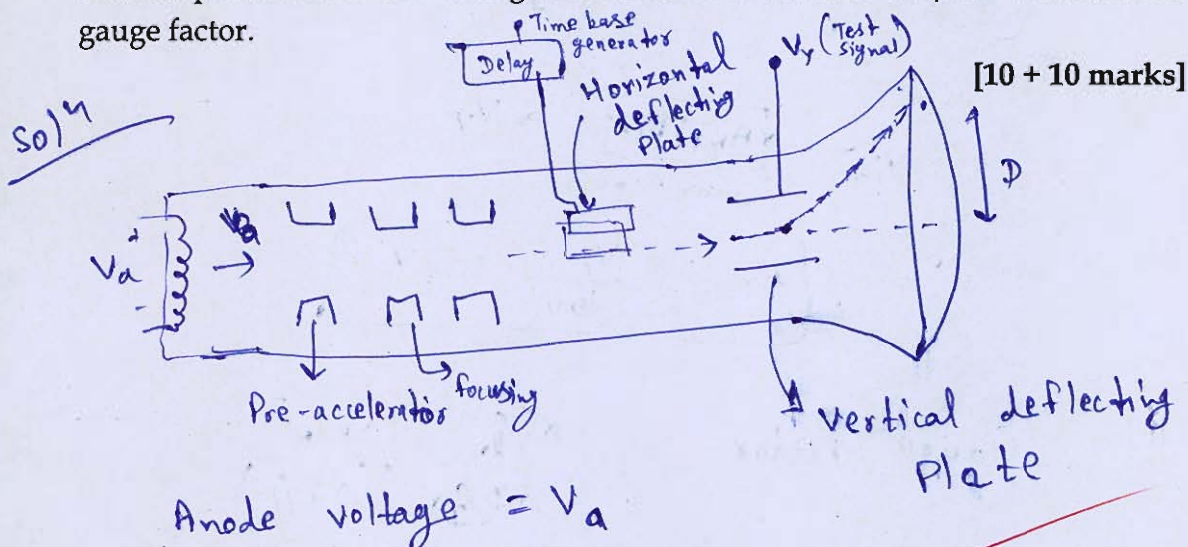 gauge factor.
[10 + 10 marks]
Solⁿ
Time base
generator
Delay
Horizontal
deflecting
Plate
Vy (Test
signal)
D
Va
+
-
Pre-accelerator
focusing
vertical deflecting
Plate
Anode voltage = Va